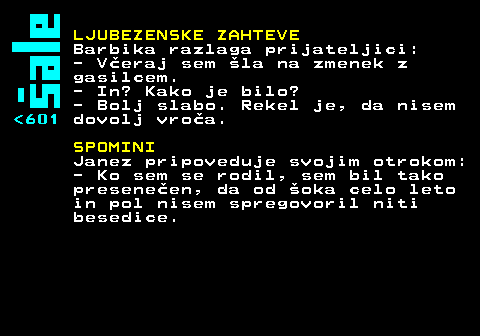 Šale
<601
LJUBEZENSKE ZAHTEVE
Barbika razlaga prijateljici:
- Včeraj sem šla na zmenek z
gasilcem.
- In? Kako je bilo?
- Bolj slabo. Rekel je, da nisem
dovolj vroča.
SPOMINI
Janez pripoveduje svojim otrokom:
- Ko sem se rodil, sem bil tako
presenečen, da od šoka celo leto
in pol nisem spregovoril niti
besedice.